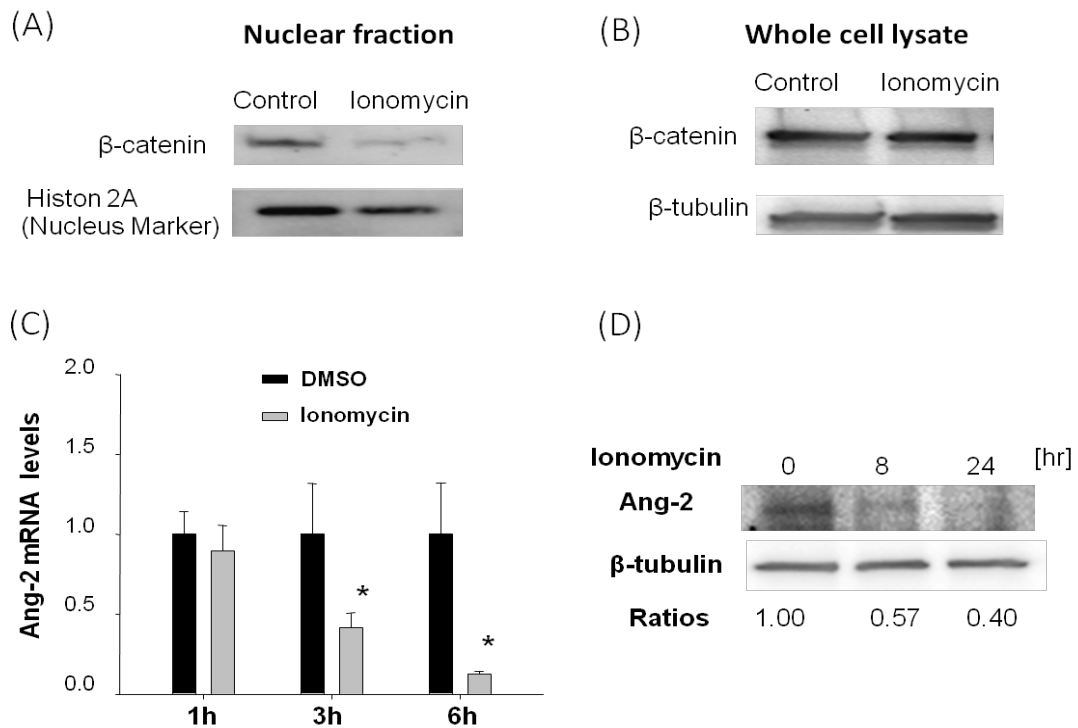 (A)
Nuclear fraction
Control Ionomycin
β-catenin
Histon 2A
(Nucleus Marker)
(B)
Whole cell lysate
Control Ionomycin
β-catenin
β-tubulin
(C)
Ang-2 mRNA levels
2.0
1.5
1.0
0.5
0.0
DMSO
Ionomycin
*
*
1h 3h 6h
(D)
Ionomycin 0 8 24 [hr]
Ang-2
β-tubulin
Ratios 1.00 0.57 0.40